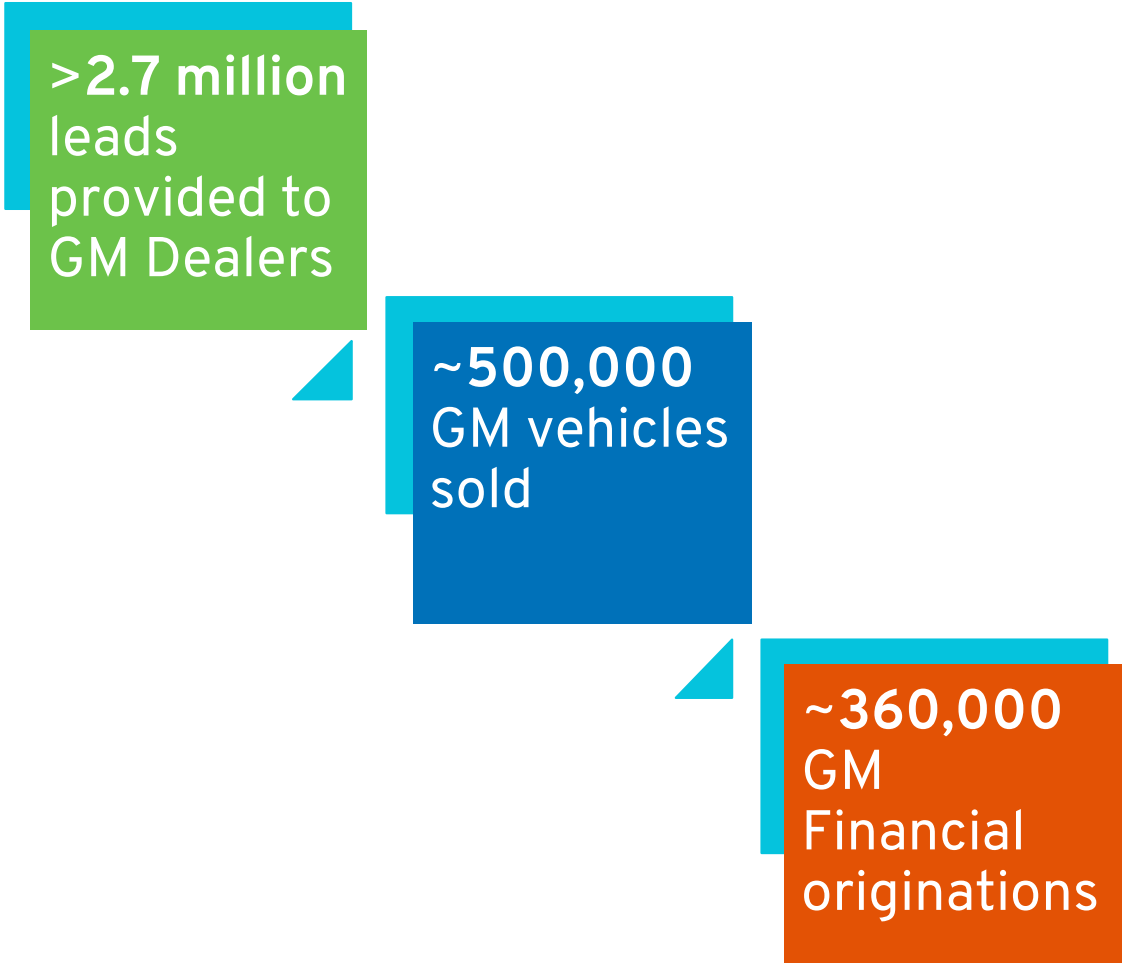 >2.7 million
leads
provided to
GM Dealers
~500,000
GM vehicles
sold
~360,000
GM
Financial
originations